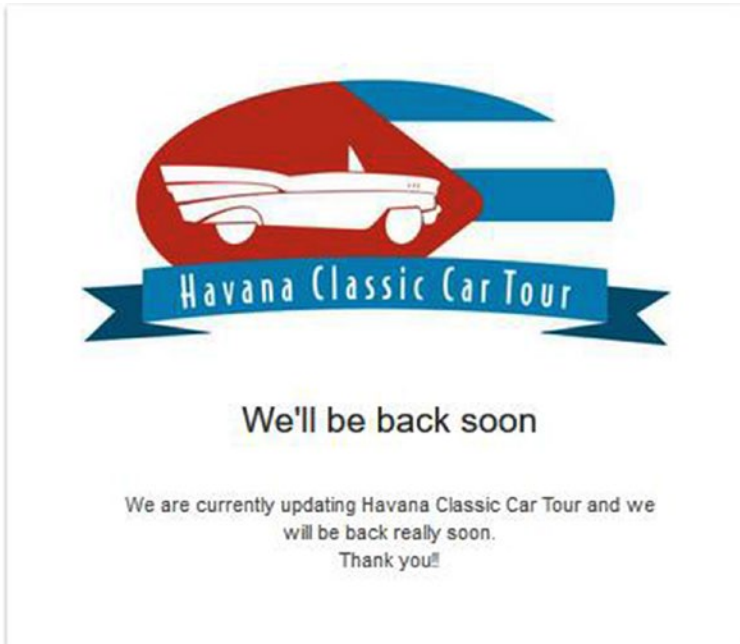 Havana Classic Car Tour
We'll be back soon
We are currently updating Havana Classic Car Tour and we
will be back really soon.
Thank you!!